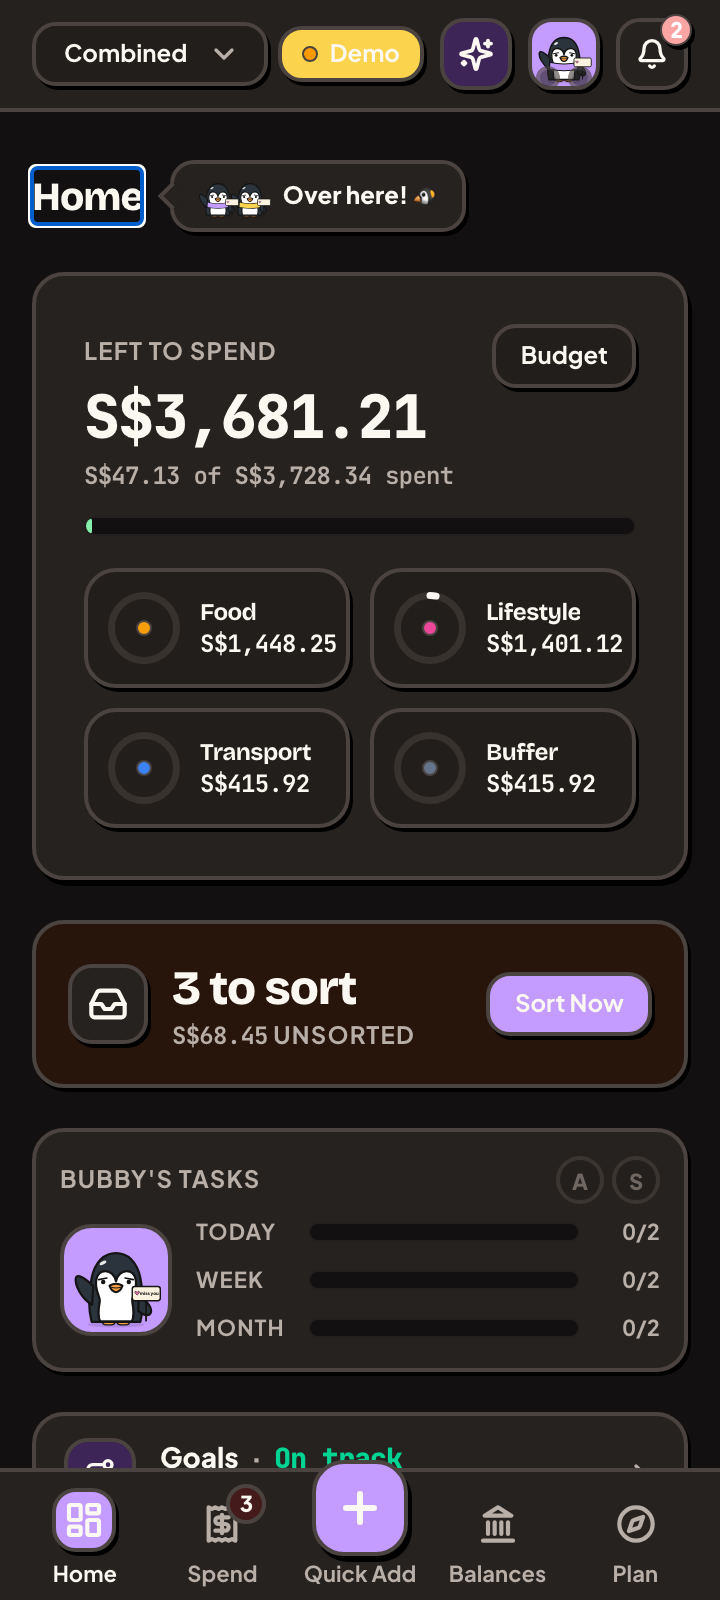 Combined
Demo
2
Home
Over here!
LEFT TO SPEND
Budget
S$3,681.21
S$47.13 of S$3,728.34 spent
Food
S$1,448.25
Lifestyle
S$1,401.12
Transport
S$415.92
Buffer
S$415.92
3 to sort
S$68.45 UNSORTED
Sort Now
BUBBY'S TASKS
A
S
TODAY
0/2
WEEK
0/2
MONTH
0/2
miss you
Goals · On track
Home
3
Spend
Quick Add
Balances
Plan